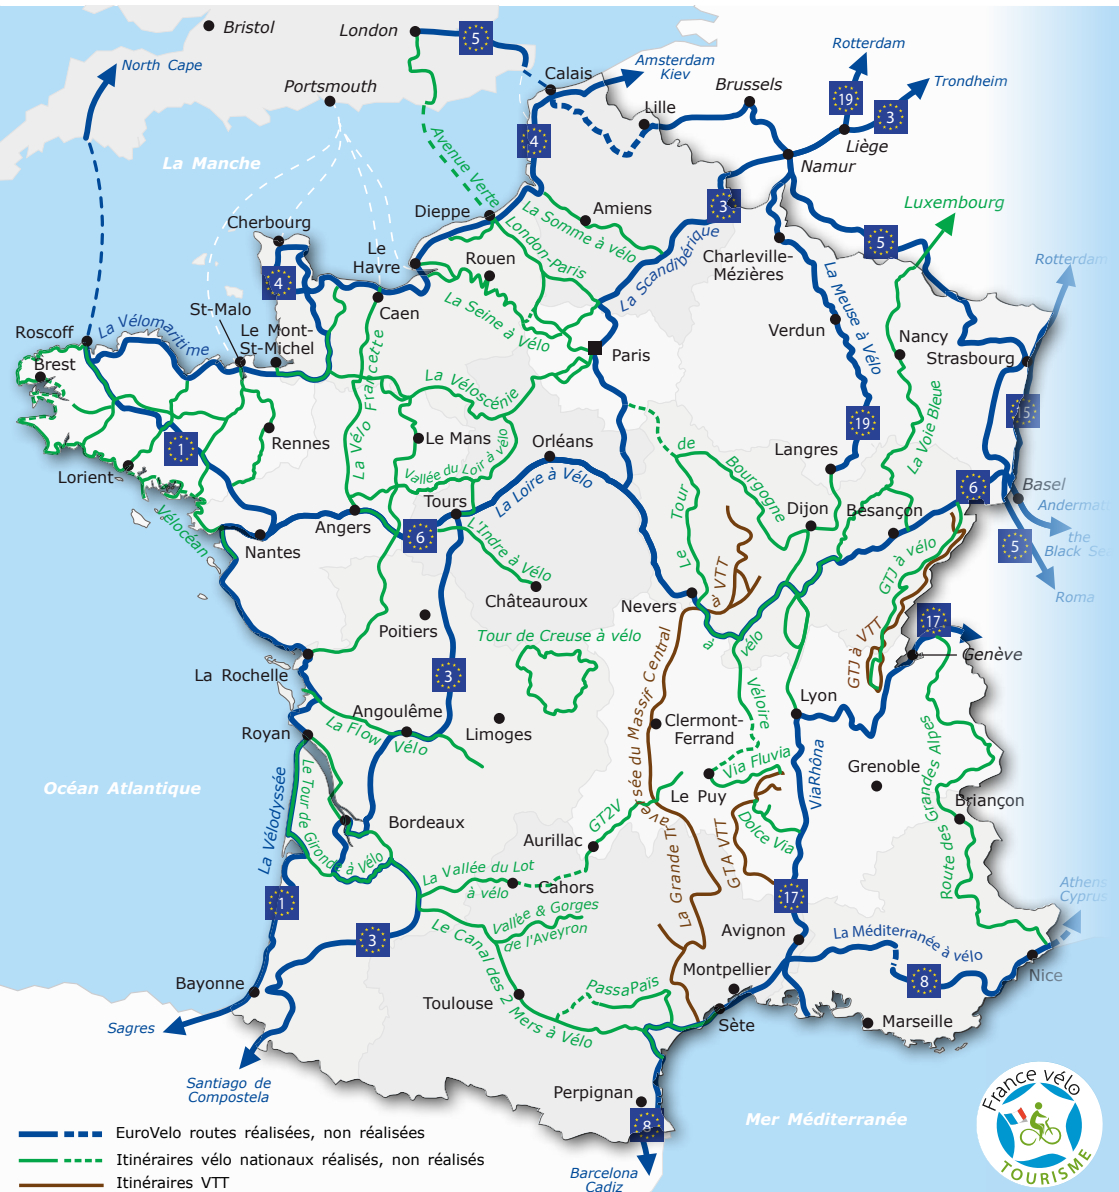 Bristol
London
5
North Cape
Portsmouth
Calais
Amsterdam
Kiev
Rotterdam
Brussels
Trondheim
19
3
Lille
4
Liège
Namur
La Manche
Avenue Verte
London-Paris
Dieppe
La Somme à vélo
Amiens
3
Luxembourg
Cherbourg
4
Le
Havre
Rouen
La Scandibérique
Charleville-
Mézières
5
Rotterdam
St-Malo
Le Mont-
St-Michel
Caen
La Seine à Vélo
La Meuse à Vélo
Roscoff
La Vélomaritime
Brest
Paris
Verdun
Nancy
Strasbourg
La Vélo Francette
La Véloscénie
La Voie Bleue
15
1
Rennes
Le Mans
Orléans
19
Lorient
Vallée du Loir à vélo
La Loire à Vélo
Langres
6
Basel
Andermatt
the
Black Sea
5
Roma
Vélocéan
Nantes
Angers
6
Tours
L'Indre à Vélo
Le Tour de Bourgogne à vélo
Dijon
Besançon
GTJ à vélo
Châteauroux
Nevers
à VTT
Poitiers
Tour de Creuse à vélo
GTJ à VTT
17
Genève
La Rochelle
3
Véloire
Lyon
Royan
Angoulême
La Flow Vélo
Limoges
Clermont-
Ferrand
La Grande Traversée du Massif Central
Via Fluvia
ViaRhôna
Route des Grandes Alpes
Océan Atlantique
La Vélodyssée
Le Tour de Gironde à Vélo
Le Puy
Grenoble
Briançon
Bordeaux
Aurillac
GT2V
GTA VTT
Dolce Via
La Vallée du Lot
à vélo
Cahors
1
17
Athens
Cyprus
Vallée & Gorges
de l'Aveyron
3
Le Canal des 2 Mers à Vélo
Avignon
La Méditerranée à vélo
8
Nice
Bayonne
Toulouse
PassaPaïs
Montpellier
Sète
Marseille
Sagres
Santiago de
Compostela
Perpignan
8
Barcelona
Cadiz
Mer Méditerranée
EuroVelo routes réalisées, non réalisées
Itinéraires vélo nationaux réalisés, non réalisés
Itinéraires VTT
France vélo
TOURISME